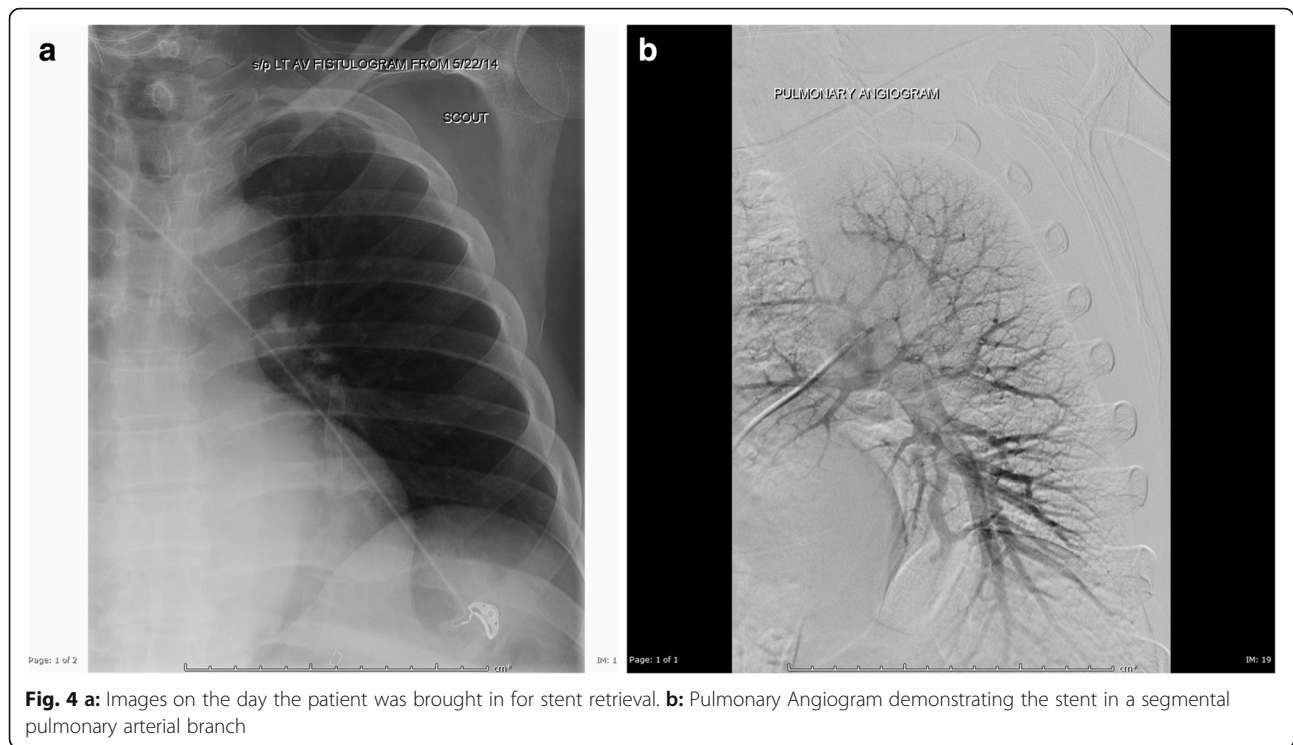 a
s/p LT AV FISTULOGRAM FROM 5/22/14
SCOUT
Page: 1 of 2
cm
IM: 1
b
PULMONARY ANGIOGRAM
Page: 1 of 1
cm
IM: 19
Fig. 4 a: Images on the day the patient was brought in for stent retrieval. b: Pulmonary Angiogram demonstrating the stent in a segmental
pulmonary arterial branch